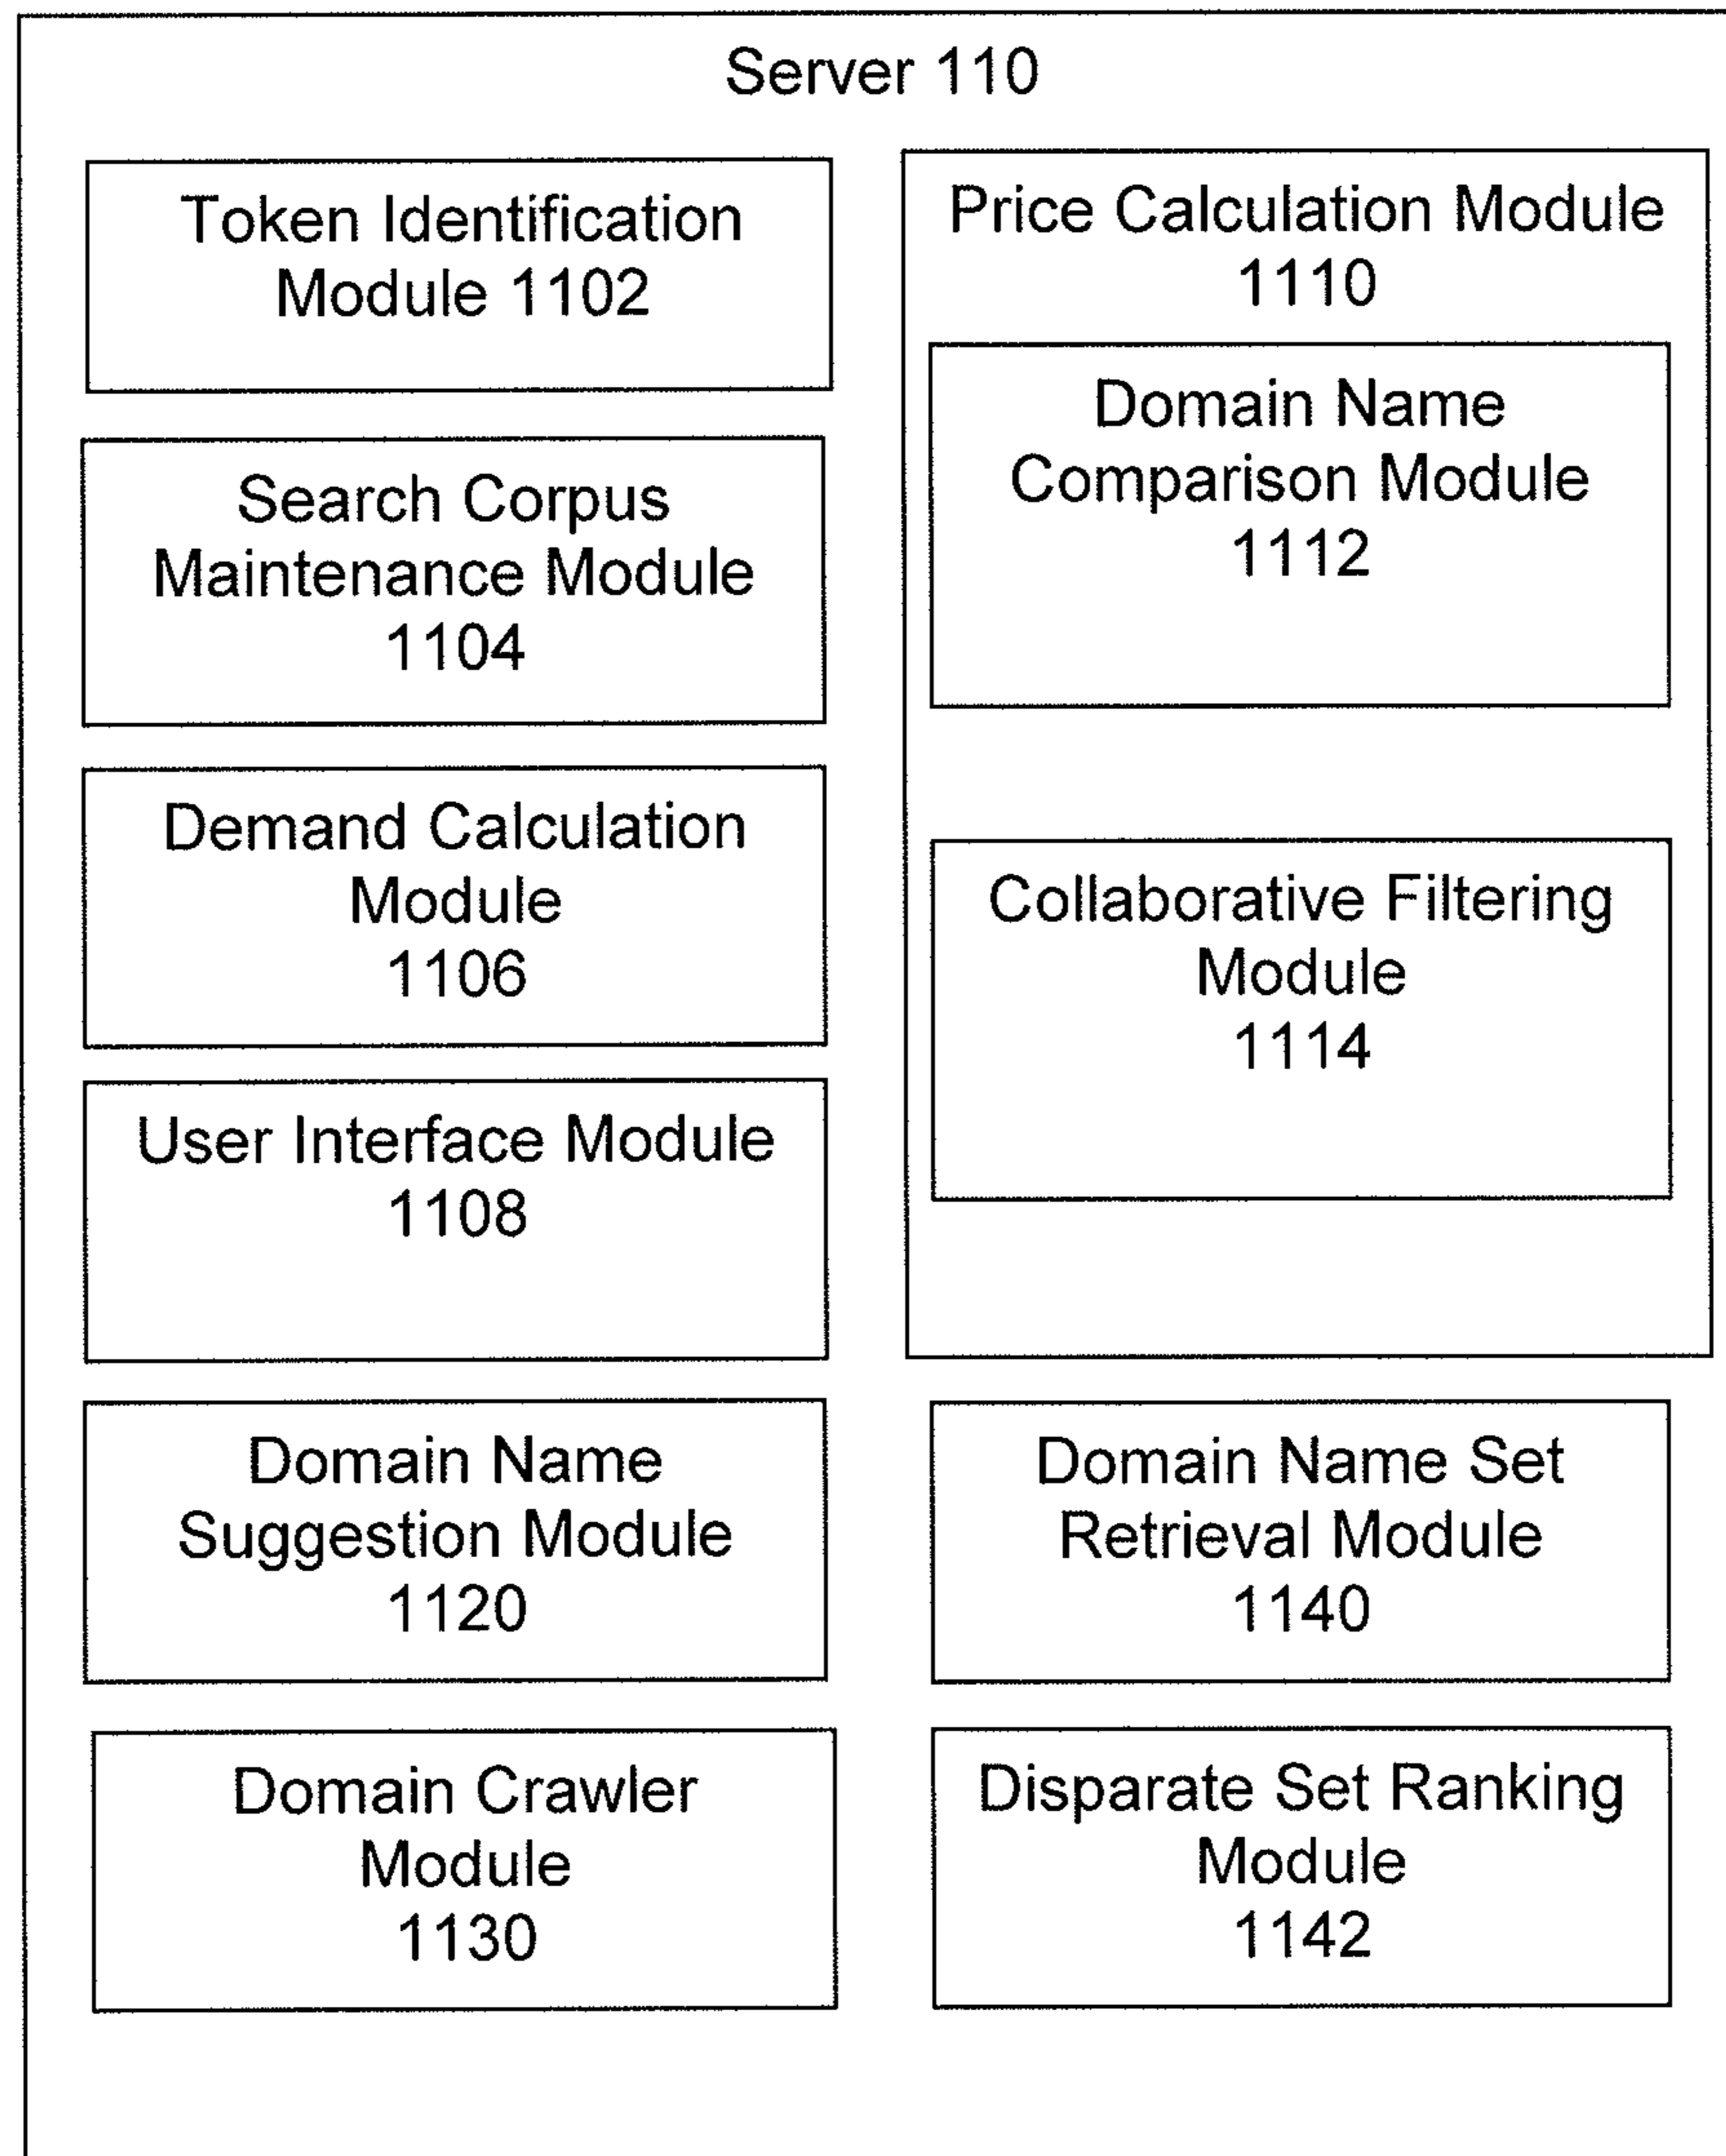 Server 110
Token Identification
Module 1102
Search Corpus
Maintenance Module
1104
Demand Calculation
Module
1106
User Interface Module
1108
Price Calculation Module
1110
Domain Name
Comparison Module
1112
Collaborative Filtering
Module
1114
Domain Name
Suggestion Module
1120
Domain Name Set
Retrieval Module
1140
Domain Crawler
Module
1130
Disparate Set Ranking
Module
1142